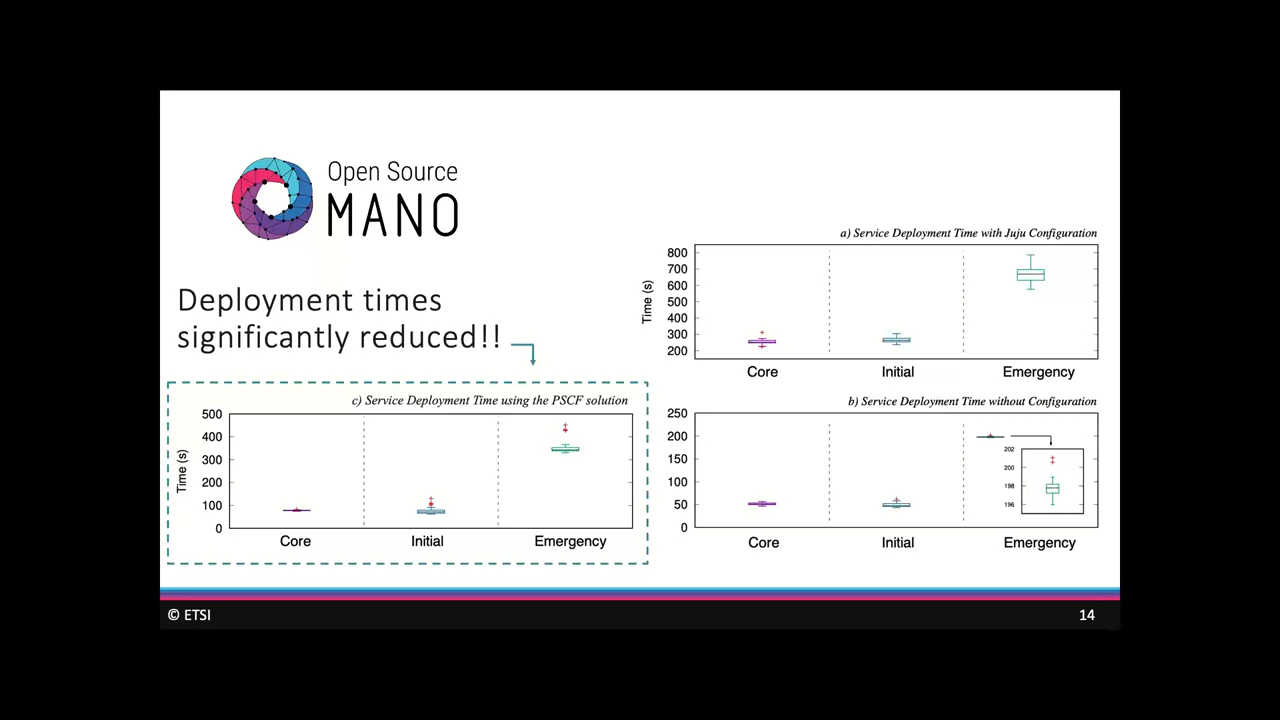 Open Source
MANO
Deployment times
significantly reduced!!
a) Service Deployment Time with Juju Configuration
Time (s)
800
700
600
500
400
300
200
Core
Initial
Emergency
c) Service Deployment Time using the PSCF solution
Time (s)
500
400
300
200
100
0
Core
Initial
Emergency
b) Service Deployment Time without Configuration
250
200
150
100
50
0
202
200
198
196
Core
Initial
Emergency
© ETSI
14